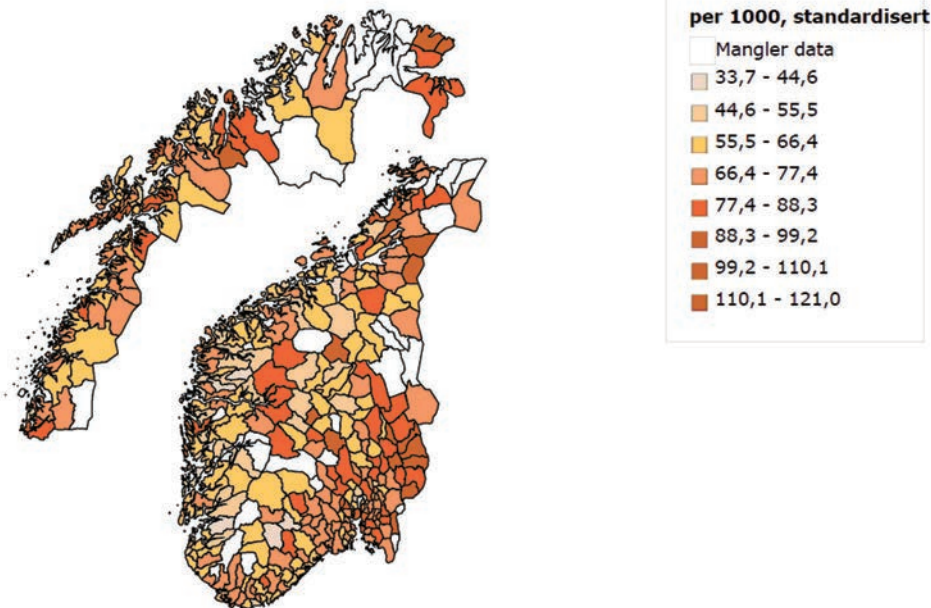 per 1000, standardisert
Mangler data
33,7 - 44,6
44,6 - 55,5
55,5 - 66,4
66,4 - 77,4
77,4 - 88,3
88,3 - 99,2
99,2 - 110,1
110,1 - 121,0